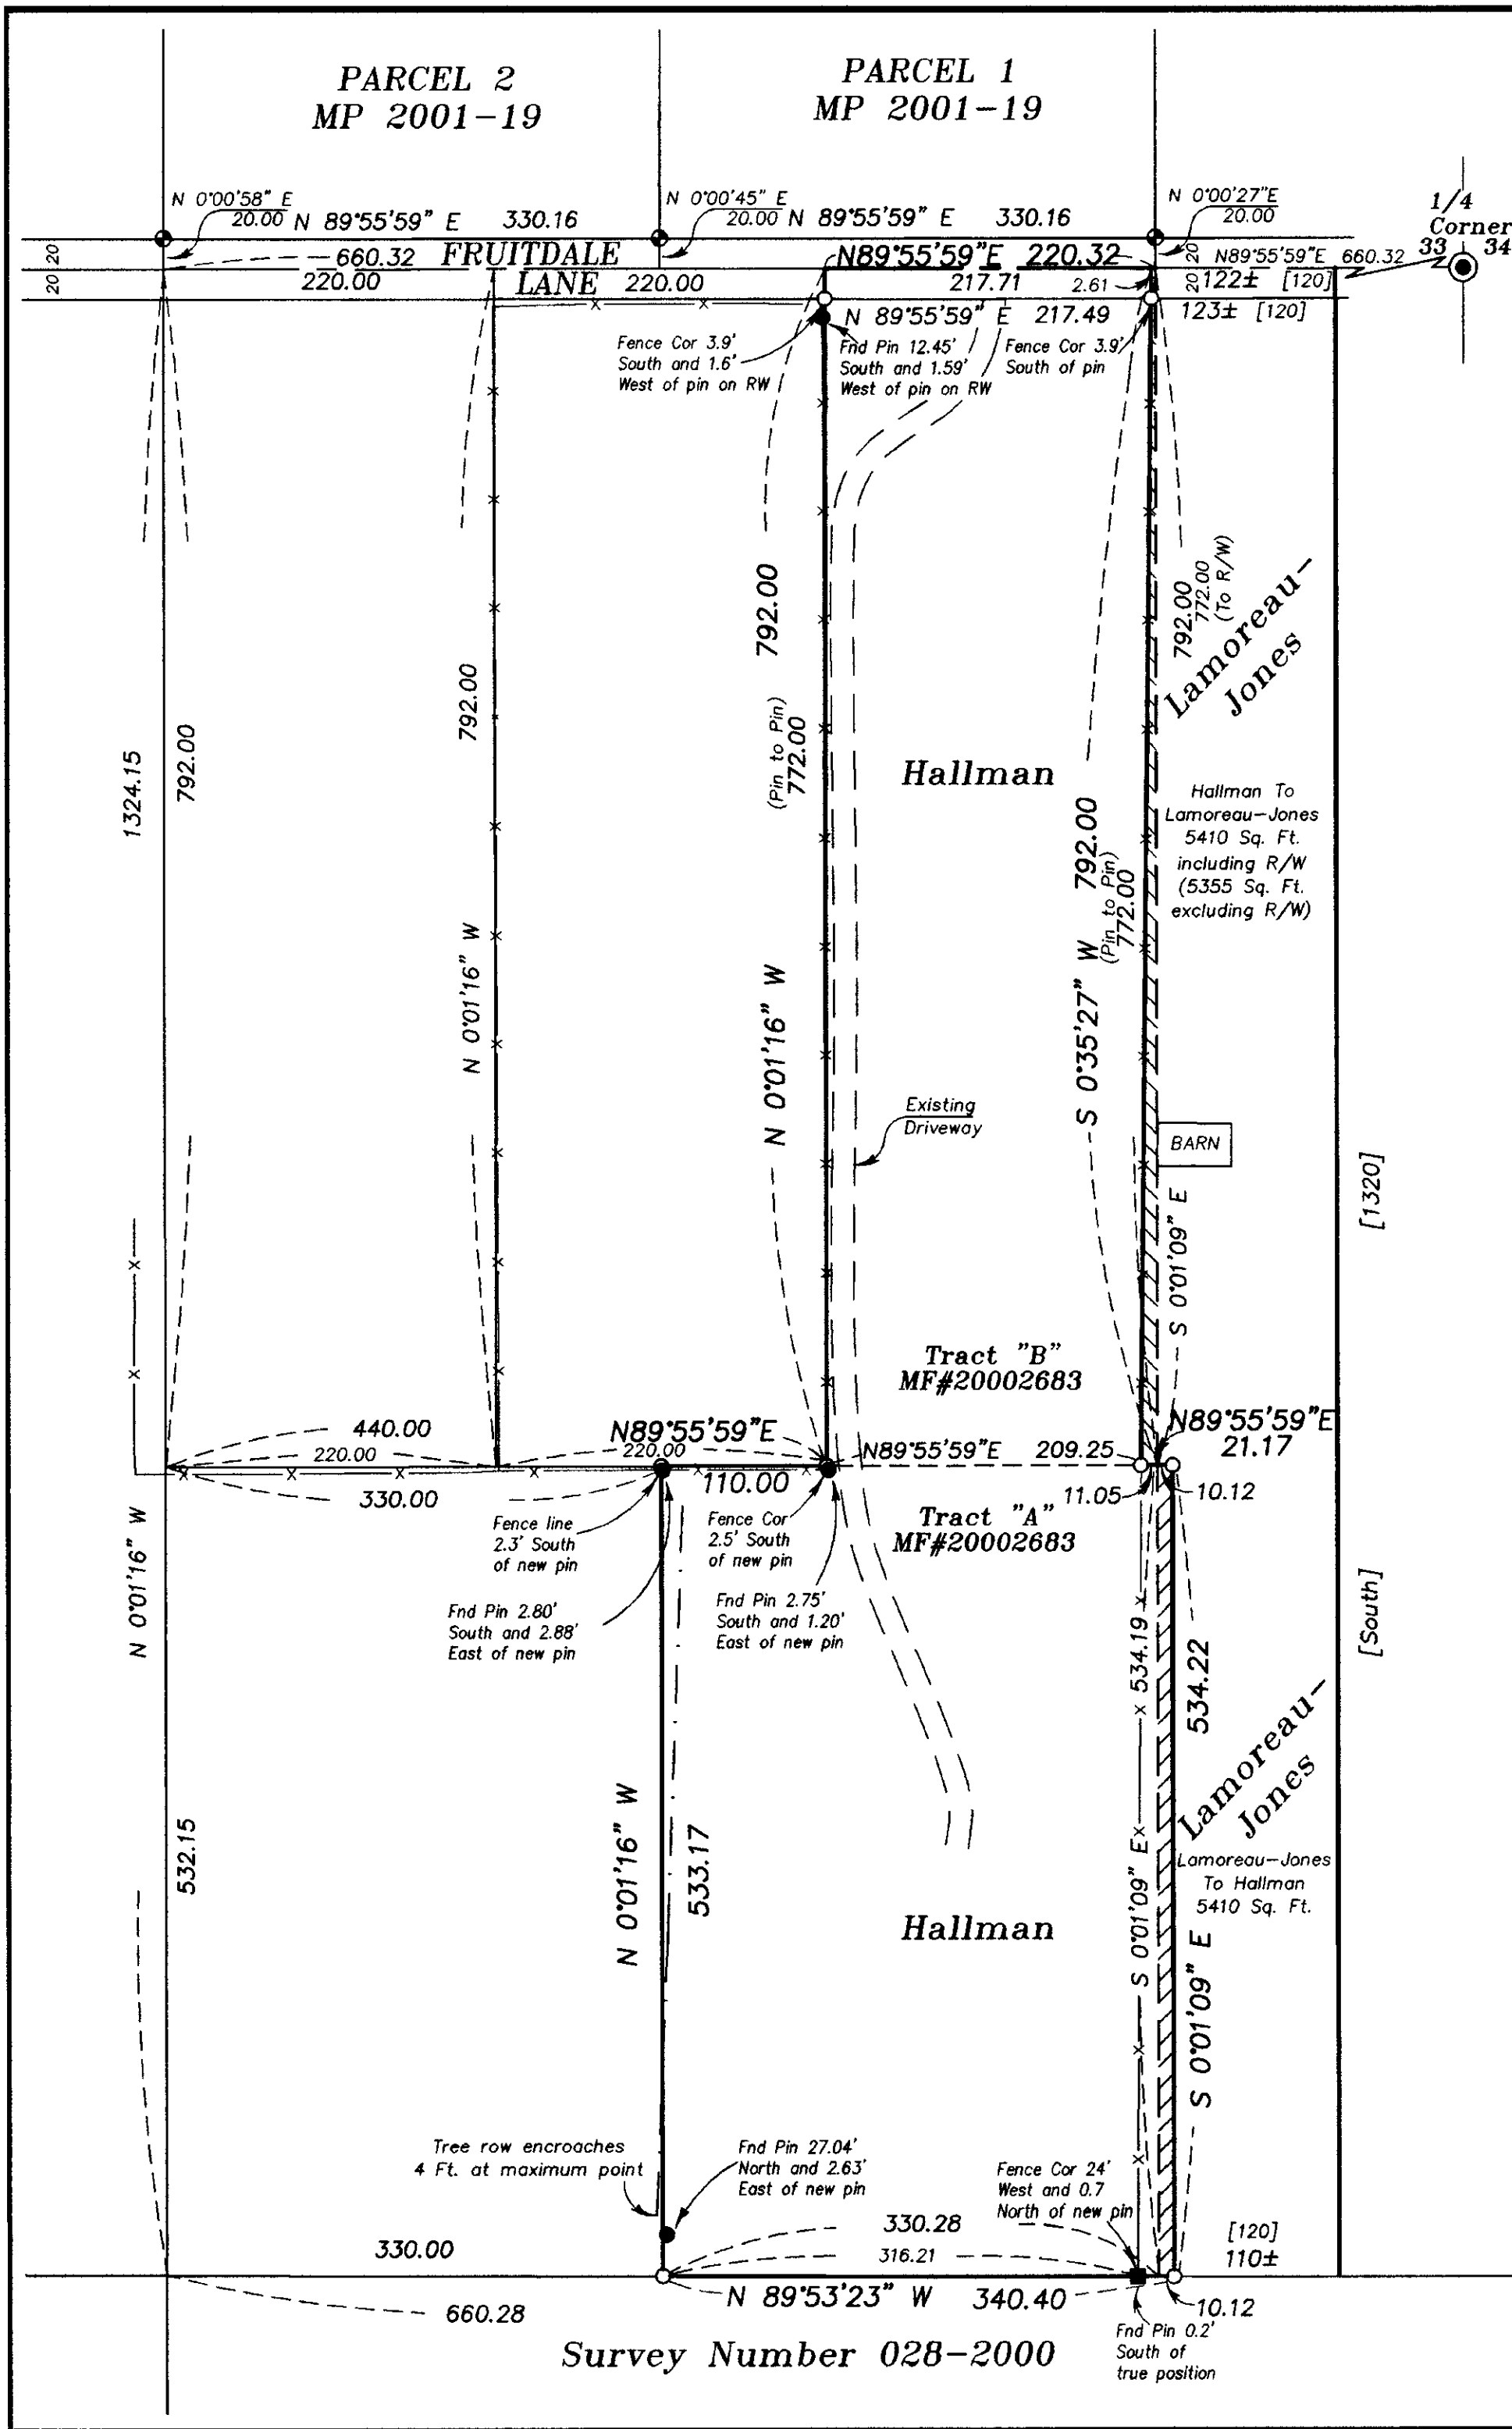 PARCEL 2
MP 2001-19
PARCEL 1
MP 2001-19
N 0°00'58" E
20.00
N 89°55'59" E 330.16
N 0°00'45" E
20.00
N 89°55'59" E 330.16
N 0°00'27"E
20.00
1/4
Corner
33 34
20 20
660.32
FRUITDALE
LANE
220.00
220.00
N89°55'59"E 220.32
217.71
2.61
20 20
N89°55'59"E 660.32
122± [120]
N 89°55'59" E 217.49
123± [120]
Fence Cor 3.9'
South and 1.6'
West of pin on RW
Fnd Pin 12.45'
South and 1.59'
West of pin on RW
Fence Cor 3.9'
South of pin
1324.15
792.00
792.00
N 0°01'16" W
792.00
(Pin to Pin)
772.00
N 0°01'16" W
Hallman
S 0°35'27" W 792.00
(Pin to Pin)
772.00
792.00
772.00
(To R/W)
Lamoreau-
Jones
Hallman To
Lamoreau-Jones
5410 Sq. Ft.
including R/W
(5355 Sq. Ft.
excluding R/W)
Existing
Driveway
BARN
S 0°01'09" E
[1320]
[South]
Tract "B"
MF#20002683
440.00
220.00
N89°55'59"E
220.00
110.00
N89°55'59"E 209.25
N89°55'59"E
21.17
330.00
11.05
10.12
Tract "A"
MF#20002683
Fence line
2.3' South
of new pin
Fence Cor
2.5' South
of new pin
Fnd Pin 2.80'
South and 2.88'
East of new pin
Fnd Pin 2.75'
South and 1.20'
East of new pin
N 0°01'16" W
532.15
N 0°01'16" W
533.17
534.19
S 0°01'09" E
534.22
S 0°01'09" E
Lamoreau-
Jones
Lamoreau-Jones
To Hallman
5410 Sq. Ft.
Hallman
Tree row encroaches
4 Ft. at maximum point
Fnd Pin 27.04'
North and 2.63'
East of new pin
Fence Cor 24'
West and 0.7
North of new pin
330.00
330.28
316.21
[120]
110±
N 89°53'23" W 340.40
10.12
660.28
Fnd Pin 0.2'
South of
true position
Survey Number 028-2000